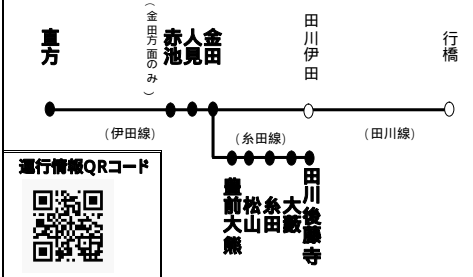 直方
(金田方面のみ)
赤池
人見
金田
田川伊田
行橋
(伊田線)
(糸田線)
(田川線)
運行情報QRコード
豊前大熊
松山
糸田
大藪
田川後藤寺